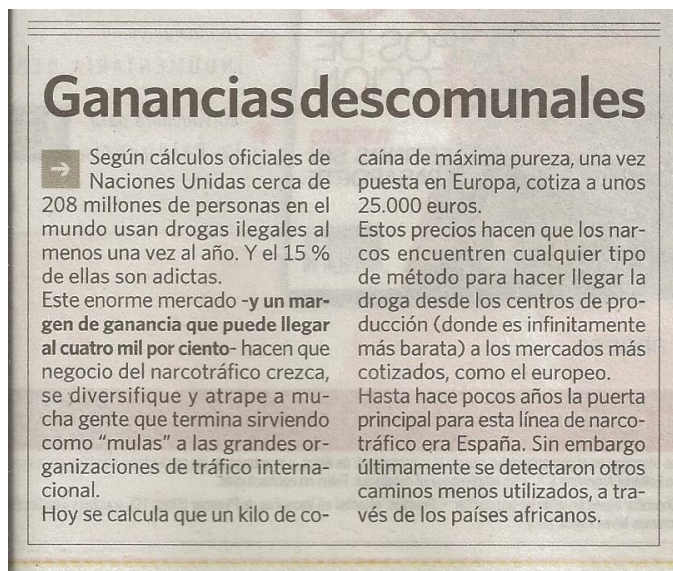 Ganancias descomunales
Según cálculos oficiales de
Naciones Unidas cerca de
208 millones de personas en el
mundo usan drogas ilegales al
menos una vez al año. Y el 15 %
de ellas son adictas.
Este enorme mercado -y un mar-
gen de ganancia que puede llegar
al cuatro mil por ciento- hacen que
negocio del narcotráfico crezca,
se diversifique y atrape a mu-
cha gente que termina sirviendo
como "mulas" a las grandes or-
ganizaciones de tráfico interna-
cional.
Hoy se calcula que un kilo de co-
caína de máxima pureza, una vez
puesta en Europa, cotiza a unos
25.000 euros.
Estos precios hacen que los nar-
cos encuentren cualquier tipo
de método para hacer llegar la
droga desde los centros de pro-
ducción (donde es infinitamente
más barata) a los mercados más
cotizados, como el europeo.
Hasta hace pocos años la puerta
principal para esta línea de narco-
tráfico era España. Sin embargo
últimamente se detectaron otros
caminos menos utilizados, a tra-
vés de los países africanos.